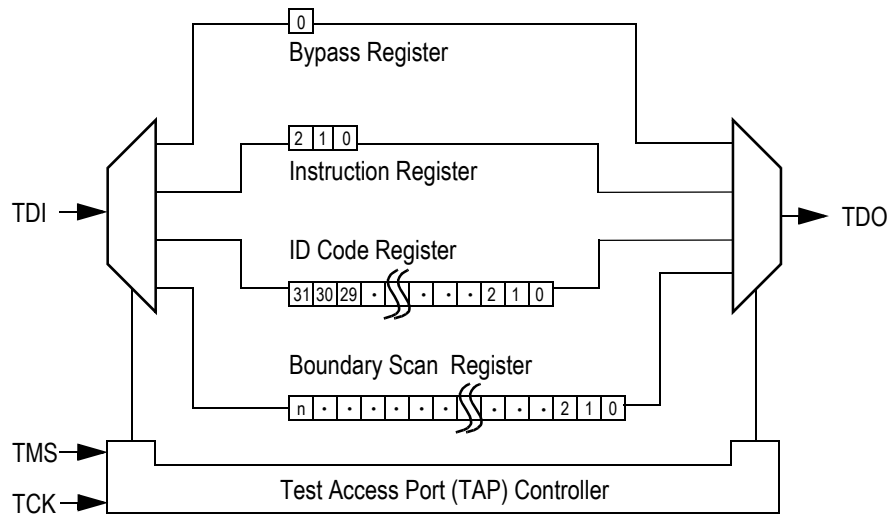 0
Bypass Register
2 1 0
Instruction Register
TDI
TDO
ID Code Register
31 30 29 · · · · 2 1 0
Boundary Scan Register
n · · · · · · · · · 2 1 0
TMS
Test Access Port (TAP) Controller
TCK